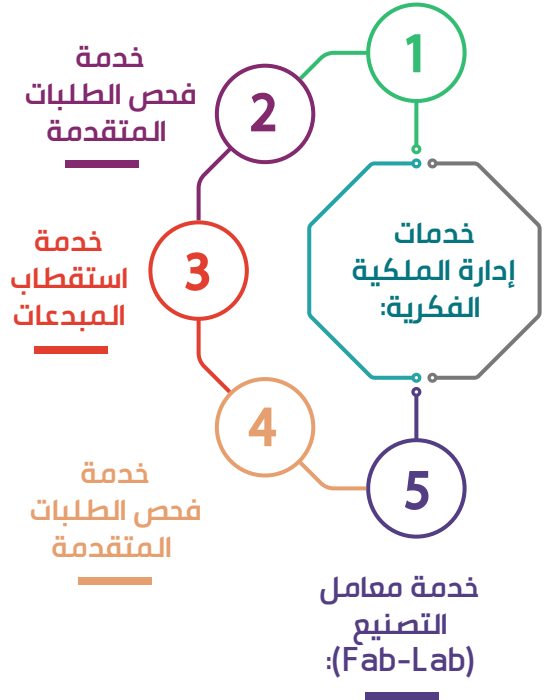 خدمات
إدارة الملكية
الفكرية:
1
2
خدمة
فحص الطلبات
المتقدمة
3
خدمة
استقطاب
المبدعات
4
خدمة
فحص الطلبات
المتقدمة
5
خدمة معامل
التصنيع
(Fab-Lab):